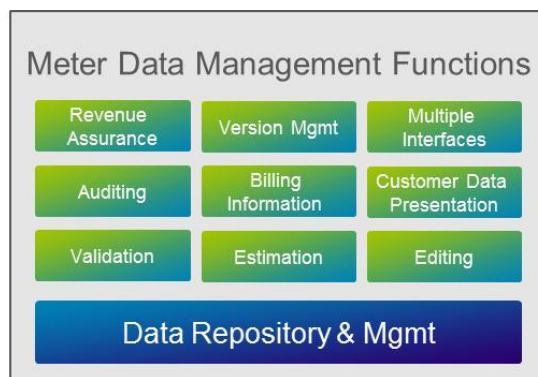 Meter Data Management Functions
Revenue
Assurance
Version Mgmt
Multiple
Interfaces
Auditing
Billing
Information
Customer Data
Presentation
Validation
Estimation
Editing
Data Repository & Mgmt